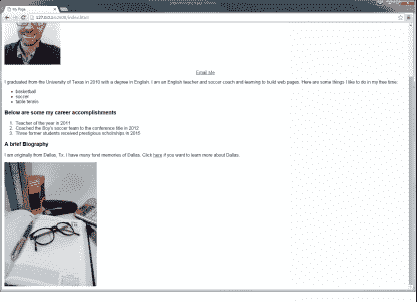 My Page
127.0.0.1
/index.html
Email Me
I graduated from the University of Texas in 2010 with a degree in English. I am an English teacher and soccer coach and learning to build web pages. Here are some things I like to do in my free time:
basketball
soccer
table tennis
Below are some my career accomplishments
1. Teacher of the year in 2011
2. Coached the Boy's soccer team to the conference title in 2012
3. Three former students received prestigious scholarships in 2010
A brief Biography
I am originally from Dallas, Tx. I have many fond memories of Dallas. Click here if you want to learn more about Dallas.